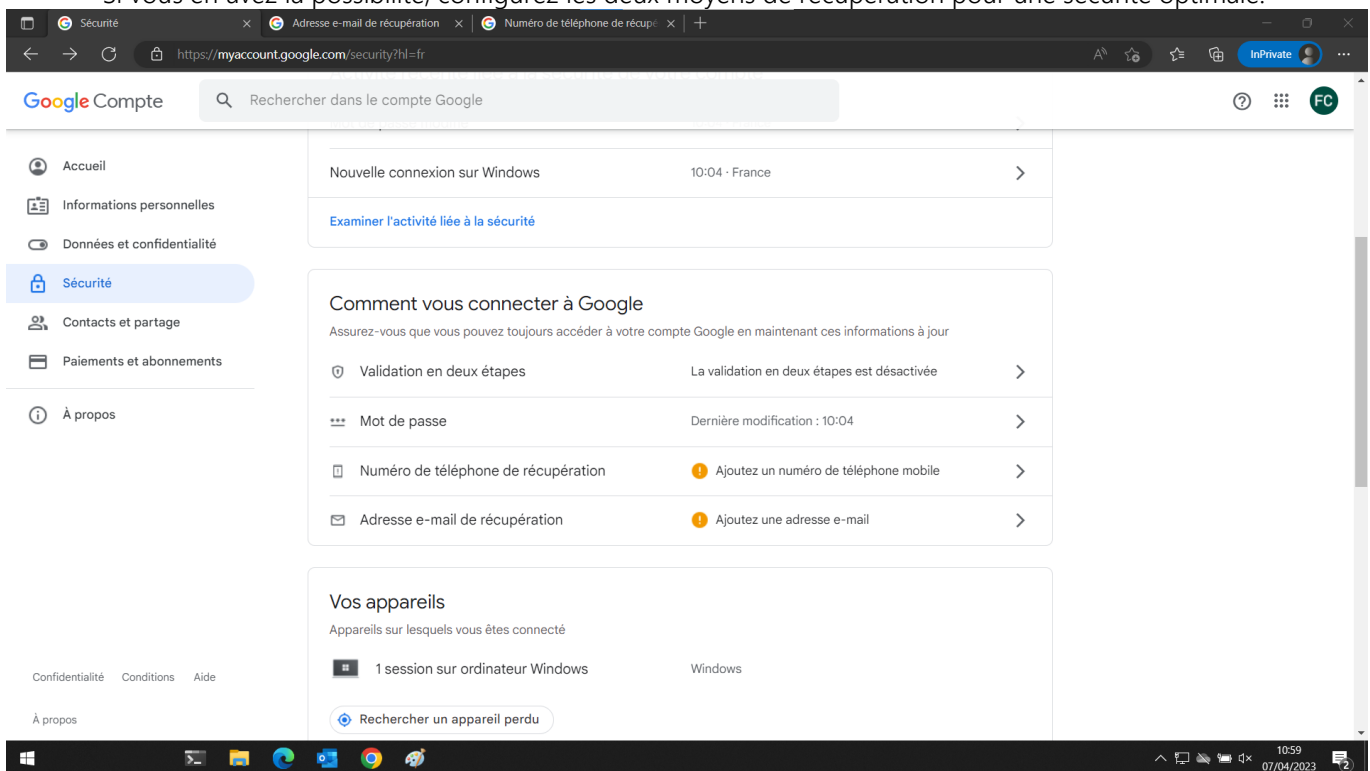 Si vous en avez la possibilité, configurez les deux moyens de récupération pour une sécurité optimale.
Sécurité
Adresse e-mail de récupération
Numéro de téléphone de récupé
https://myaccount.google.com/security?hl=fr
InPrivate
Google Compte
Rechercher dans le compte Google
FC
Accueil
Informations personnelles
Données et confidentialité
Sécurité
Contacts et partage
Paiements et abonnements
À propos
Nouvelle connexion sur Windows
10:04 · France
Examiner l'activité liée à la sécurité
Comment vous connecter à Google
Assurez-vous que vous pouvez toujours accéder à votre compte Google en maintenant ces informations à jour
Validation en deux étapes
La validation en deux étapes est désactivée
Mot de passe
Dernière modification : 10:04
Numéro de téléphone de récupération
Ajoutez un numéro de téléphone mobile
Adresse e-mail de récupération
Ajoutez une adresse e-mail
Vos appareils
Appareils sur lesquels vous êtes connecté
1 session sur ordinateur Windows
Windows
Rechercher un appareil perdu
Confidentialité Conditions Aide
À propos
10:59
07/04/2023
2